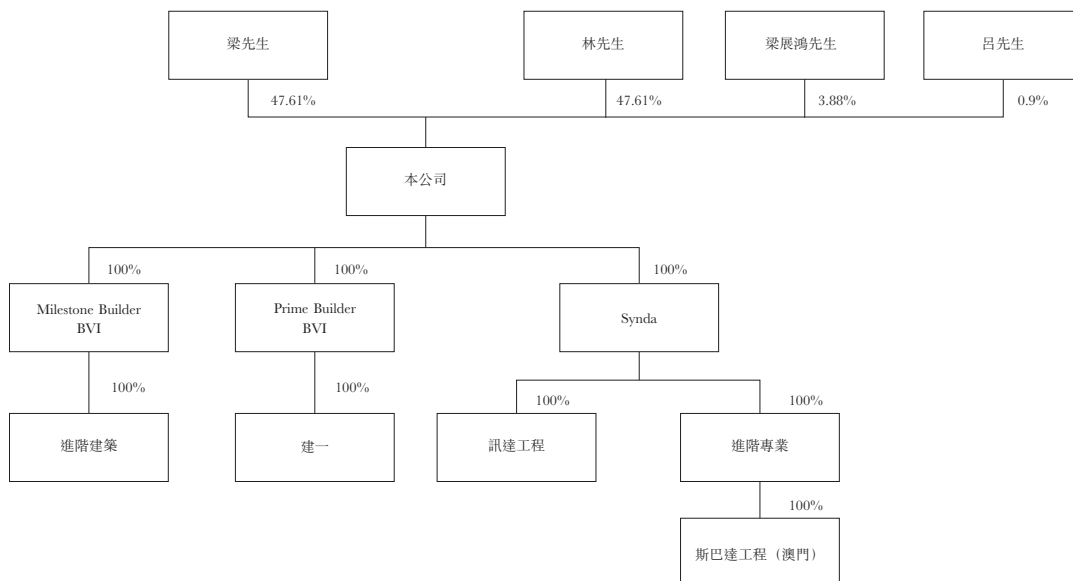 梁先生
林先生
梁展鴻先生
呂先生
47.61%
47.61%
3.88%
0.9%
本公司
100%
100%
100%
Milestone Builder
BVI
Prime Builder
BVI
Synda
100%
100%
100%
100%
進階建築
建一
訊達工程
進階專業
100%
斯巴達工程（澳門）